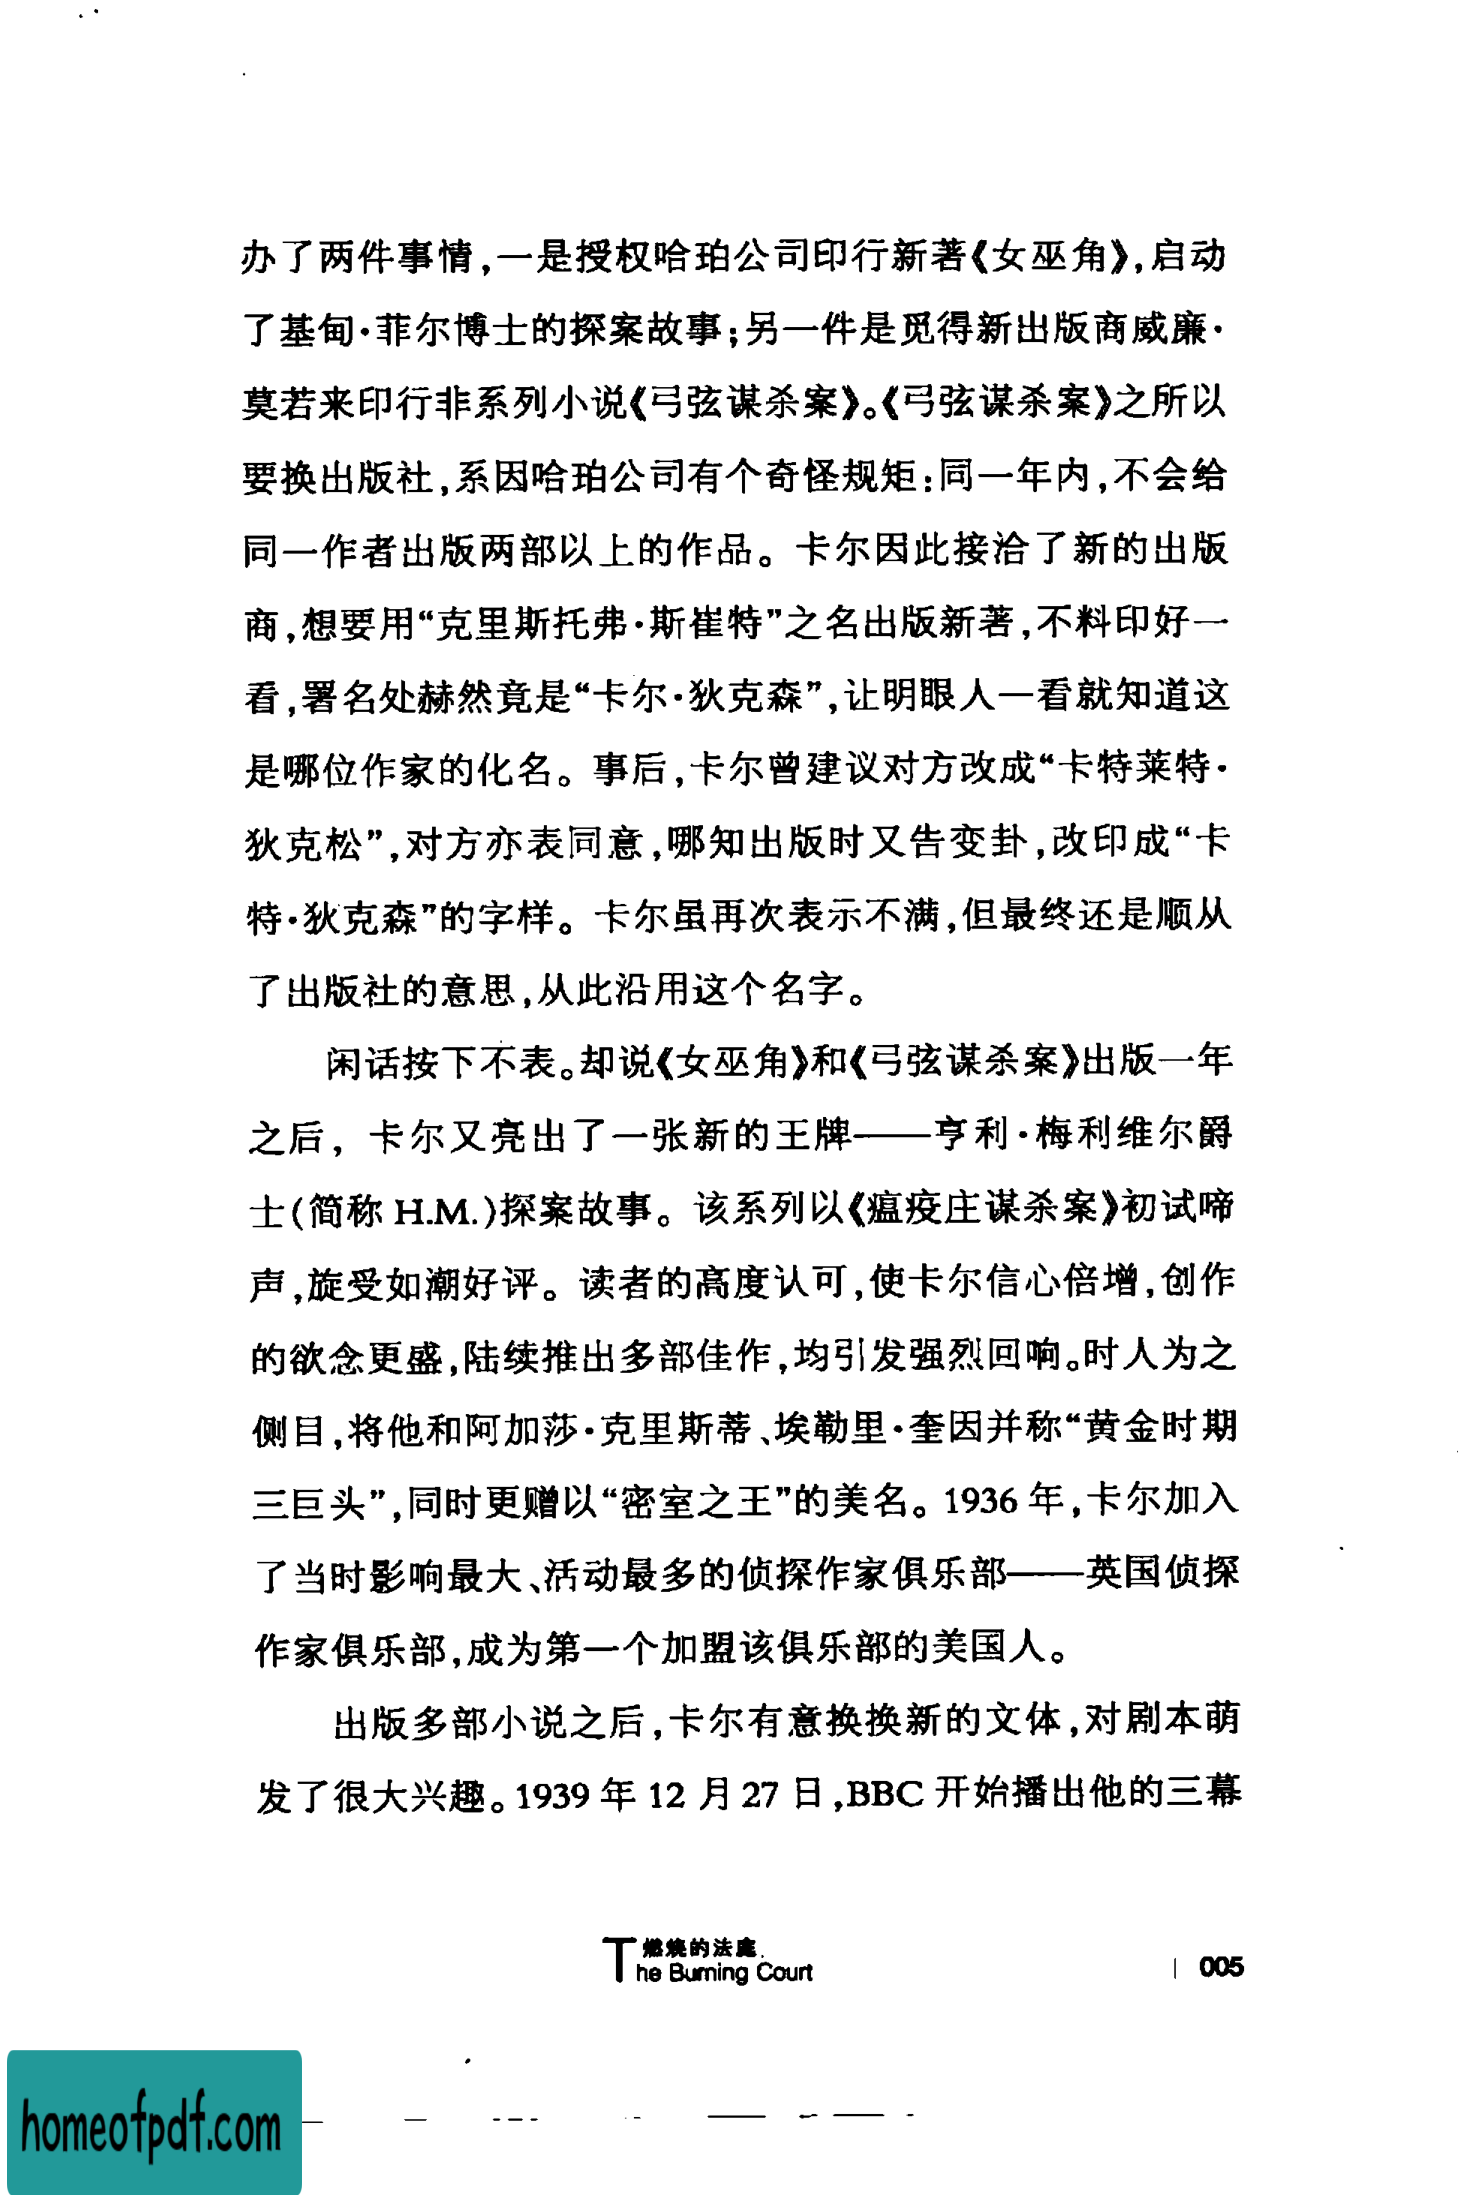 办了两件事情,一是授权哈珀公司印行新著《女巫角》,启动
了基甸·菲尔博士的探案故事;另一件是觅得新出版商威廉·
莫若来印行非系列小说《弓弦谋杀案》。《弓弦谋杀案》之所以
要换出版社,系因哈珀公司有个奇怪规矩:同一年内,不会给
同一作者出版两部以上的作品。卡尔因此接洽了新的出版
商,想要用“克里斯托弗·斯崔特”之名出版新著,不料印好一
看,署名处赫然竟是“卡尔·狄克森”,让明眼人一看就知道这
是哪位作家的化名。事后,卡尔曾建议对方改成“卡特莱特·
狄克松”,对方亦表同意,哪知出版时又告变卦,改印成“卡
特·狄克森”的字样。卡尔虽再次表示不满,但最终还是顺从
了出版社的意思,从此沿用这个名字。
闲话按下不表。却说《女巫角》和《弓弦谋杀案》出版一年
之后,卡尔又亮出了一张新的王牌——亨利·梅利维尔爵
士(简称 H.M.)探案故事。该系列以《瘟疫庄谋杀案》初试啼
声,旋受如潮好评。读者的高度认可,使卡尔信心倍增,创作
的欲念更盛,陆续推出多部佳作,均引发强烈回响。时人为之
侧目,将他和阿加莎·克里斯蒂、埃勒里·奎因并称“黄金时期
三巨头”,同时更赠以“密室之王”的美名。1936 年,卡尔加入
了当时影响最大、活动最多的侦探作家俱乐部——英国侦探
作家俱乐部,成为第一个加盟该俱乐部的美国人。
出版多部小说之后,卡尔有意换换新的文体,对剧本萌
发了很大兴趣。1939 年 12 月 27 日,BBC 开始播出他的三幕
燃烧的法庭
The Burning Court
005
homeofpdf.com